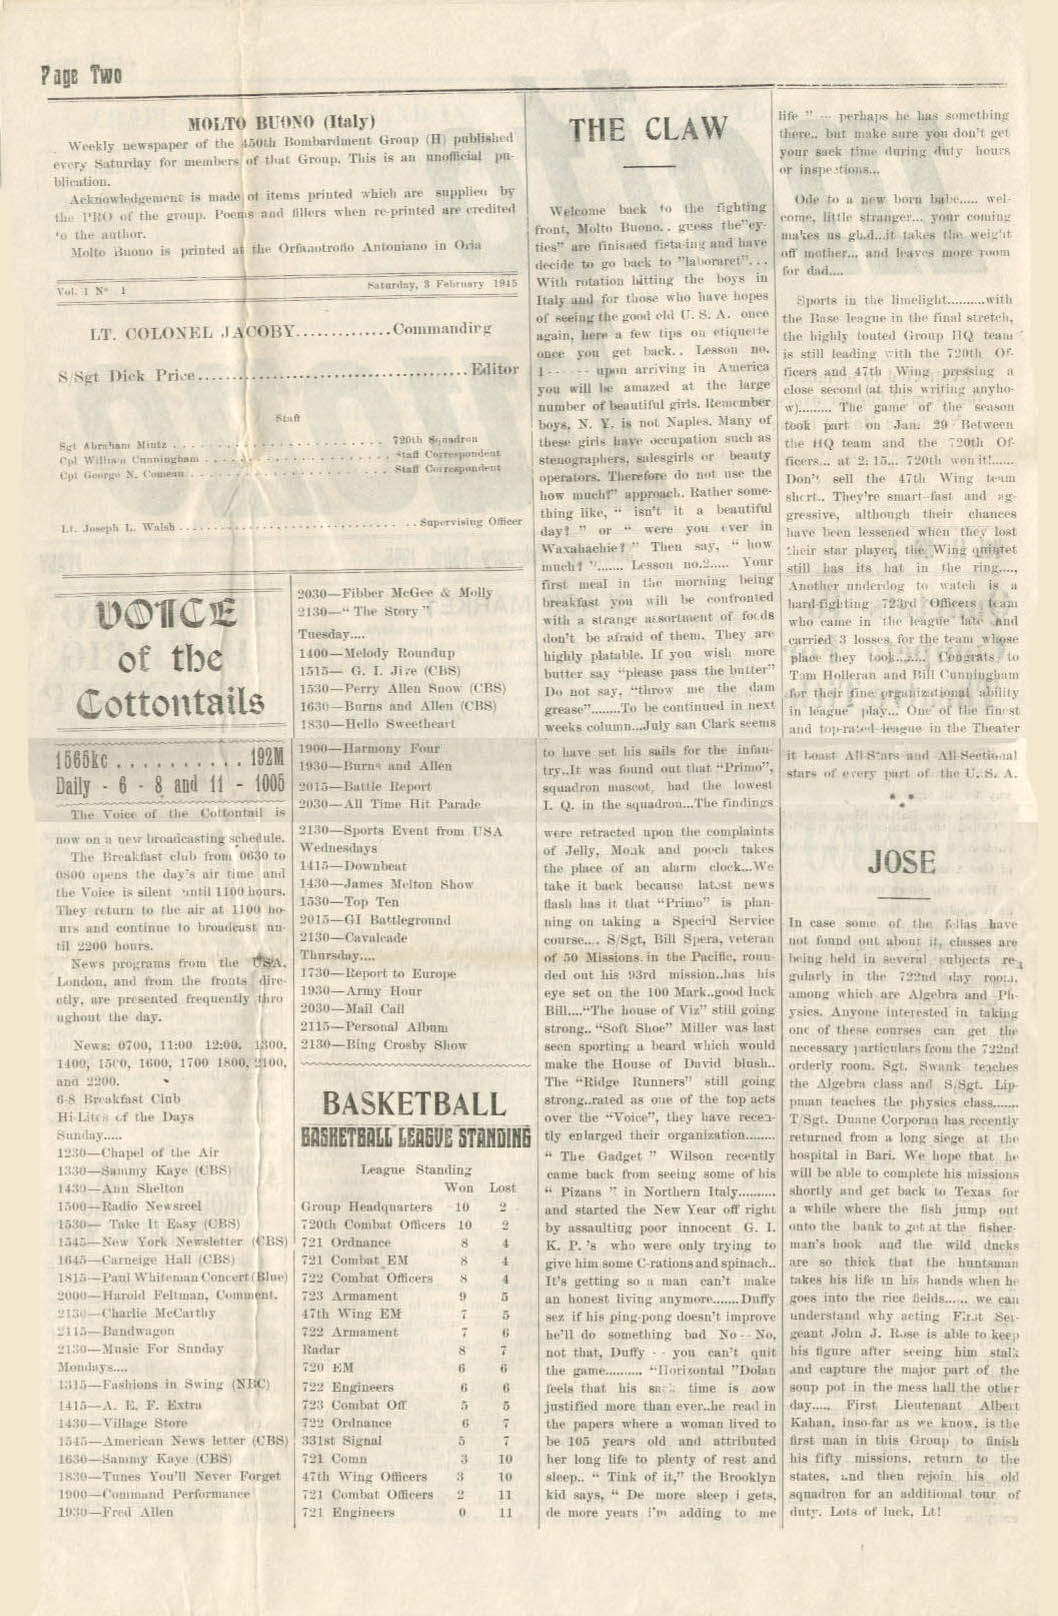 Page Two
MOLTO BUONO (Italy)
Weekly newspaper of the 450th Bombardment Group (H) published
every Saturday for members of that Group. This is an unofficial pu-
blication.
Acknowledgement is made of items printed which are supplied by
the PRO of the group. Poems and fillers when re-printed are credited
to the author.
Molto Buono is printed at the Orfanotrofio Antoniano in Oria
Vol. 1 N° 1
Saturday, 3 February 1945
LT. COLONEL JACOBY.............Commandirg
S/Sgt Dick Price.......................................Editor
Staff
Sgt Abraham Mintz . . . . . . . . . . . . . . . . . . . . 720th Squadron
Cpl William Cunningham . . . . . . . . . . . . . . . . . Staff Correspondent
Cpl George N. Comeau . . . . . . . . . . . . . . . . . . Staff Correspondent
Lt. Joseph L. Walsh . . . . . . . . . . . . . . . . . . . . . . . . Supervising Officer
VOICE
of the
Cottontails
1565kc . . . . . . . . . . 192M
Daily - 6 - 8 and 11 - 1005
The Voice of the Cottontail is
now on a new broadcasting schedule.
The Breakfast club from 0630 to
0800 opens the day's air time and
the Voice is silent until 1100 hours.
They return to the air at 1100 ho-
urs and continue to broadcast un-
til 2200 hours.
News programs from the USA,
London, and from the fronts dire-
ctly, are presented frequently thro
ughout the day.
News: 0700, 11:00 12:00, 1300,
1400, 1500, 1600, 1700 1800, 2100,
and 2200.
6-8 Breakfast Club
Hi-Lites of the Days
Sunday.....
1230—Chapel of the Air
1330—Sammy Kaye (CBS)
1430—Ann Shelton
1500—Radio Newsreel
1530— Take It Easy (CBS)
1545—New York Newsletter (CBS)
1645—Carneige Hall (CBS)
1815—Paul Whiteman Concert (Blue)
2000—Harold Feltman, Comment.
2130—Charlie McCarthy
2115—Bandwagon
2130—Music For Sunday
Mondays....
1315—Fashions in Swing (NBC)
1415—A. E. F. Extra
1430—Village Store
1545—American News letter (CBS)
1630—Sammy Kaye (CBS)
1830—Tunes You'll Never Forget
1900—Command Performance
1930—Fred Allen
2030—Fibber McGee & Molly
2130—“ The Story ”
Tuesday....
1400—Melody Roundup
1515— G. I. Jive (CBS)
1530—Perry Allen Snow (CBS)
1630—Burns and Allen (CBS)
1830—Hello Sweetheart
1900—Harmony Four
1930—Burns and Allen
2015—Battle Report
2030—All Time Hit Parade
2130—Sports Event from USA
Wednesdays
1415—Downbeat
1430—James Melton Show
1530—Top Ten
2015—GI Battleground
2130—Cavalcade
Thursday....
1730—Report to Europe
1930—Army Hour
2030—Mail Call
2115—Personal Album
2130—Bing Crosby Show
BASKETBALL
BASKETBALL LEAGUE STANDING
League Standing
Won Lost
Group Headquarters 10 2
720th Combat Officers 10 2
721 Ordnance 8 4
721 Combat EM 8 4
722 Combat Officers 8 4
723 Armament 9 5
47th Wing EM 7 5
722 Armament 7 6
Radar 8 7
720 EM 6 6
722 Engineers 6 6
723 Combat Off 5 5
722 Ordnance 6 7
331st Signal 5 7
721 Comn 3 10
47th Wing Officers 3 10
721 Combat Officers 2 11
721 Engineers 0 11
THE CLAW
Welcome back to the fighting
front, Molto Buono. . guess the"ey-
ties” are finished fista-ing and have
decide to go back to ”laboraret”. . .
With rotation hitting the boys in
Italy and for those who have hopes
of seeing the good old U. S. A. once
again, here a few tips on etiquette
once you get back. . Lesson no.
1 - - - - - upon arriving in America
you will be amazed at the large
number of beautiful girls. Remember
boys, N. Y. is not Naples. Many of
these girls have occupation such as
stenographers, salesgirls or beauty
operators. Therefore do not use the
how much?” approach. Rather some-
thing like, “ isn't it a beautiful
day? ” or “ were you ever in
Waxahachie? ” Then say, “ how
much? ”....... Lesson no.2..... Your
first meal in the morning being
breakfast you will be confronted
with a strange assortment of foods
don't be afraid of them. They are
highly platable. If you wish more
butter say “please pass the butter”
Do not say, “throw me the dam
grease”........To be continued in next
weeks column...July san Clark seems
to have set his sails for the infan-
try..It was found out that “Primo”,
squadron mascot, had the lowest
I. Q. in the squadron...The findings
were retracted upon the complaints
of Jelly, Monk and pooch takes
the place of an alarm clock...We
take it back because latest news
flash has it that “Primo” is plan-
ning on taking a Special Service
course.... S/Sgt, Bill Spera, veteran
of 50 Missions in the Pacific, roun-
ded out his 93rd mission..has his
eye set on the 100 Mark..good luck
Bill....“The house of Viz” still going
strong.. “Soft Shoe” Miller was last
seen sporting a beard which would
make the House of David blush..
The “Ridge Runners” still going
strong..rated as one of the top acts
over the “Voice”, they have recen-
tly enlarged their organization........
“ The Gadget ” Wilson recently
came back from seeing some of his
“ Pizans ” in Northern Italy..........
and started the New Year off right
by assaulting poor innocent G. I.
K. P. 's who were only trying to
give him some C-rations and spinach..
It's getting so a man can't make
an honest living anymore.......Duffy
sez if his ping-pong doesn't improve
he'll do something bad No - - No,
not that, Duffy - - you can't quit
the game.......... “Horizontal ”Dolan
feels that his sack time is now
justified more than ever..he read in
the papers where a woman lived to
be 105 years old and attributed
her long life to plenty of rest and
sleep.. “ Tink of it,” the Brooklyn
kid says, “ De more sleep i gets,
de more years i'm adding to me
life ” --- perhaps he has something
there.. but make sure you don't get
your sack time during duty hours
or inspections...
Ode to a new born babe..... wel-
come, little stranger... your coming
makes us glad...it takes the weight
off mother... and leaves more room
for dad....
Sports in the limelight..........with
the Base league in the final stretch,
the highly touted Group HQ team
is still leading with the 720th Of-
ficers and 47th Wing pressing a
close second (at this writing anyho-
w)......... The game of the season
took part on Jan. 29 Between
the HQ team and the 720th Of-
ficers... at 2:15... 720th won it!......
Don't sell the 47th Wing team
short.. They're smart-fast and ag-
gressive, although their chances
have been lessened when they lost
their star player, the Wing quintet
still has its hat in the ring....,
Another underdog to watch is a
hard-fighting 723rd Officers team
who came in the league late and
carried 3 losses for the team whose
place they took........ Congrats to
Tom Holleran and Bill Cunningham
for their fine organizational ability
in league play... One of the finest
and top-rated league in the Theater
it boast All-Stars and All-Sectional
stars of every part of the U. S. A.
JOSE
In case some of the fellas have
not found out about it, classes are
being held in several subjects re-
gularly in the 722nd day room,
among which are Algebra and Ph-
ysics. Anyone interested in taking
one of these courses can get the
necessary particulars from the 722nd
orderly room. Sgt. Swank teaches
the Algebra class and S/Sgt. Lip-
pman teaches the physics class.......
T/Sgt. Duane Corporan has recently
returned from a long siege at the
hospital in Bari. We hope that he
will be able to complete his missions
shortly and get back to Texas for
a while where the fish jump out
onto the bank to get at the fisher-
man's hook and the wild ducks
are so thick that the huntsman
takes his life in his hands when he
goes into the rice fields...... we can
understand why acting First Ser-
geant John J. Rose is able to keep
his figure after seeing him stalk
and capture the major part of the
soup pot in the mess hall the other
day..... First Lieutenant Albert
Kahan, inso-far as we know, is the
first man in this Group to finish
his fifty missions, return to the
states, and then rejoin his old
squadron for an additional tour of
duty. Lots of luck, Lt!